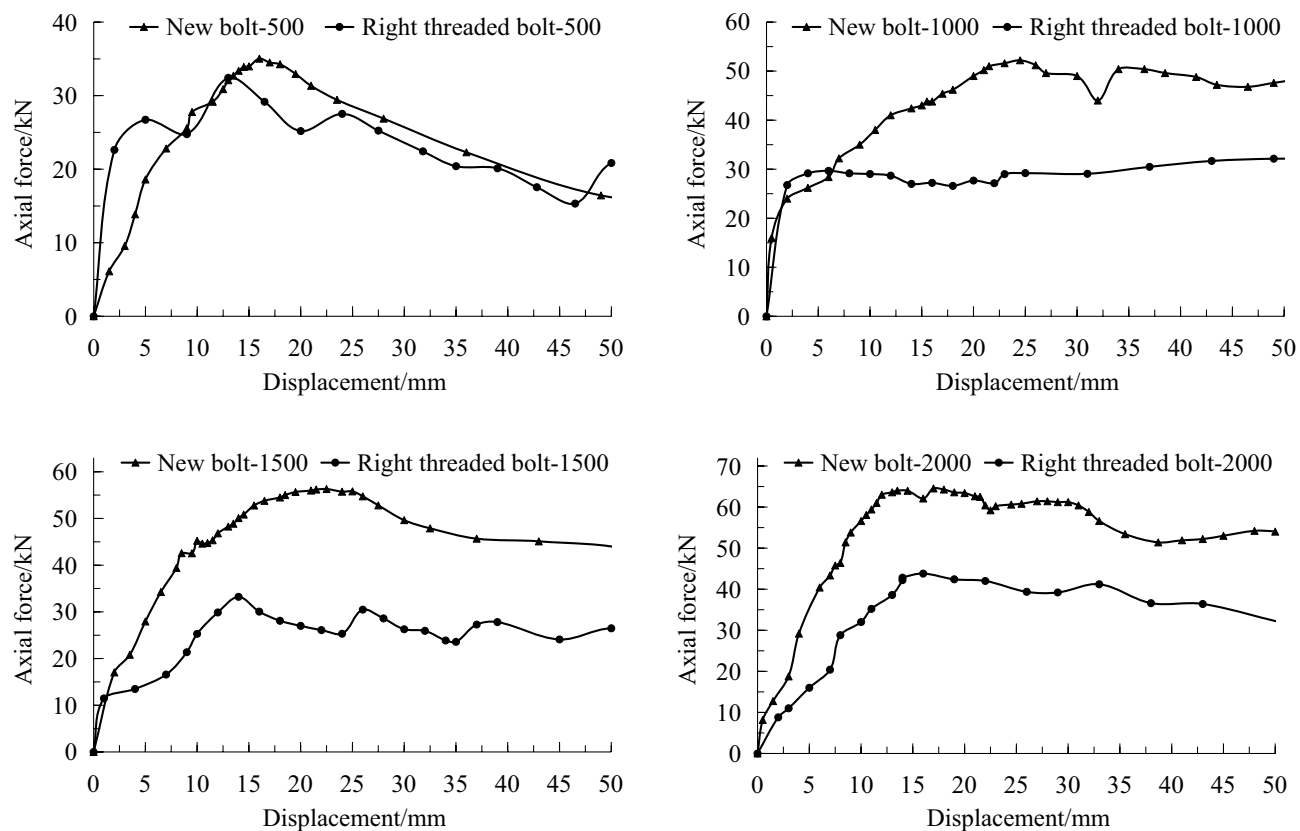 New bolt-500 Right threaded bolt-500
40
30
20
10
0
Axial force/kN
0 5 10 15 20 25 30 35 40 45 50
Displacement/mm
New bolt-1000 Right threaded bolt-1000
60
50
40
30
20
10
0
Axial force/kN
0 5 10 15 20 25 30 35 40 45 50
Displacement/mm
New bolt-1500 Right threaded bolt-1500
60
50
40
30
20
10
0
Axial force/kN
0 5 10 15 20 25 30 35 40 45 50
Displacement/mm
New bolt-2000 Right threaded bolt-2000
70
60
50
40
30
20
10
0
Axial force/kN
0 5 10 15 20 25 30 35 40 45 50
Displacement/mm